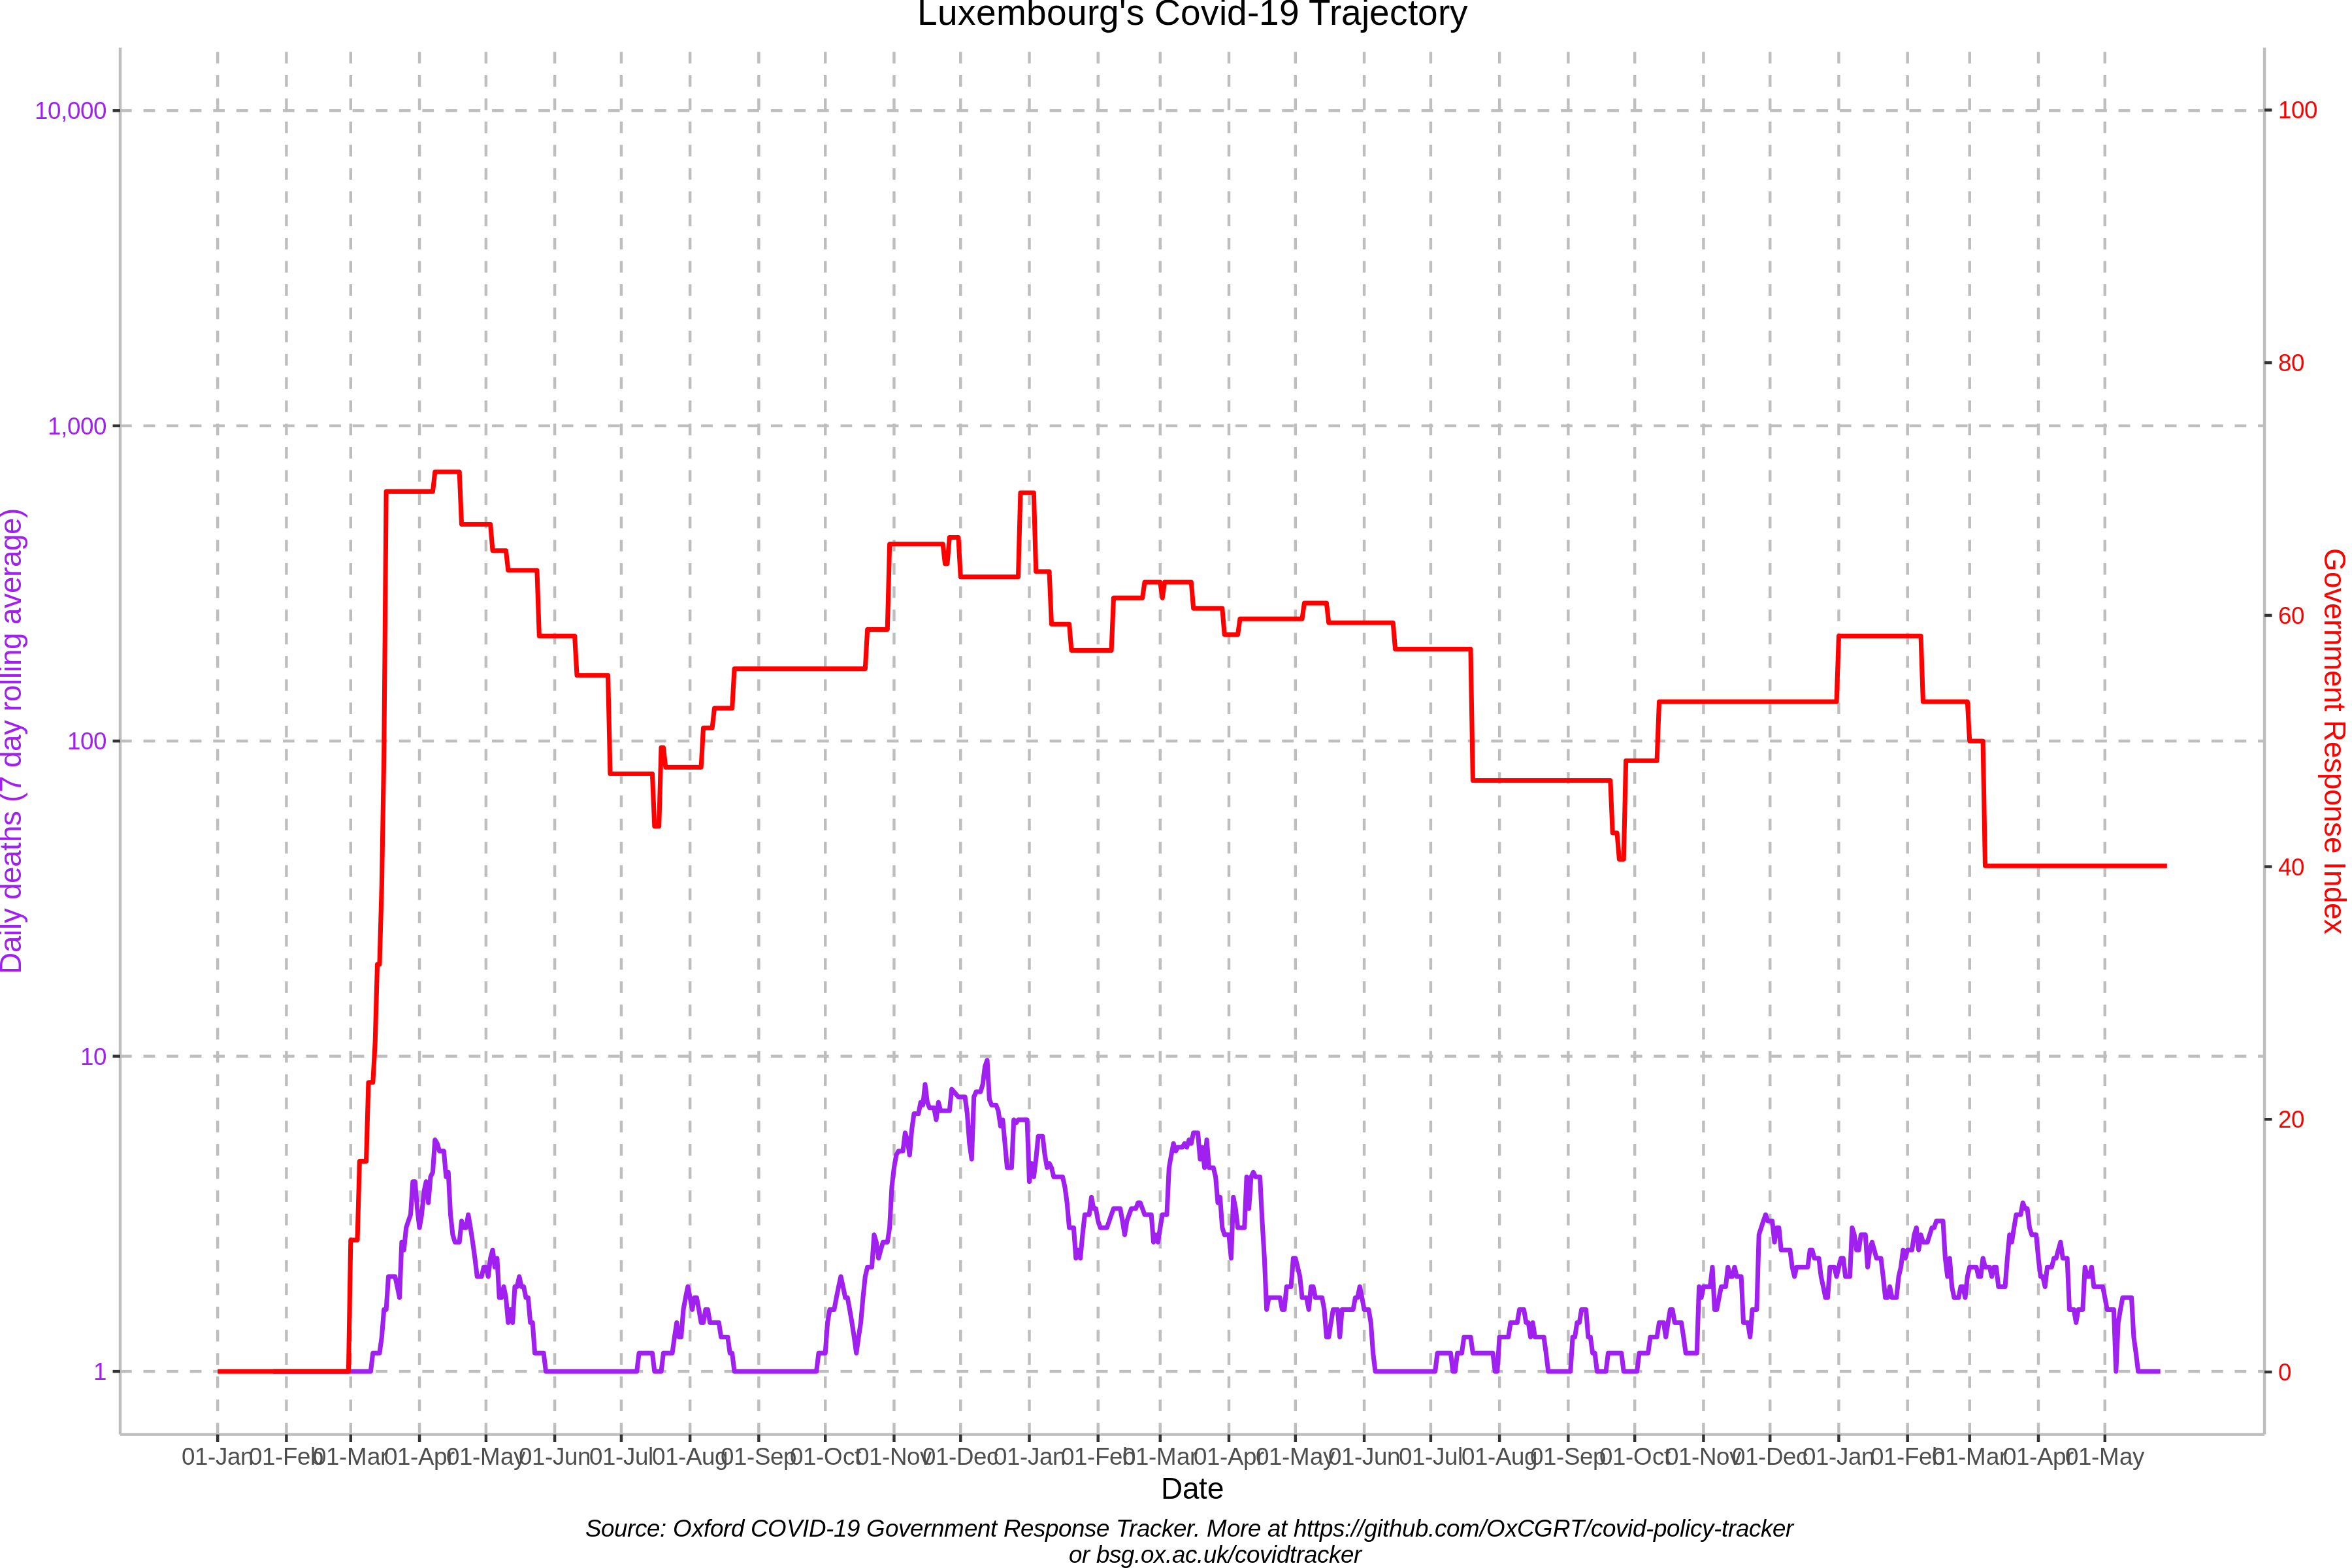 Luxembourg's Covid-19 Trajectory
10,000
1,000
100
10
1
Daily deaths (7 day rolling average)
100
80
60
40
20
0
Government Response Index
01-Jan 01-Feb 01-Mar 01-Apr 01-May 01-Jun 01-Jul 01-Aug 01-Sep 01-Oct 01-Nov 01-Dec 01-Jan 01-Feb 01-Mar 01-Apr 01-May 01-Jun 01-Jul 01-Aug 01-Sep 01-Oct 01-Nov 01-Dec 01-Jan 01-Feb 01-Mar 01-Apr 01-May
Date
Source: Oxford COVID-19 Government Response Tracker. More at https://github.com/OxCGRT/covid-policy-tracker
or bsg.ox.ac.uk/covidtracker